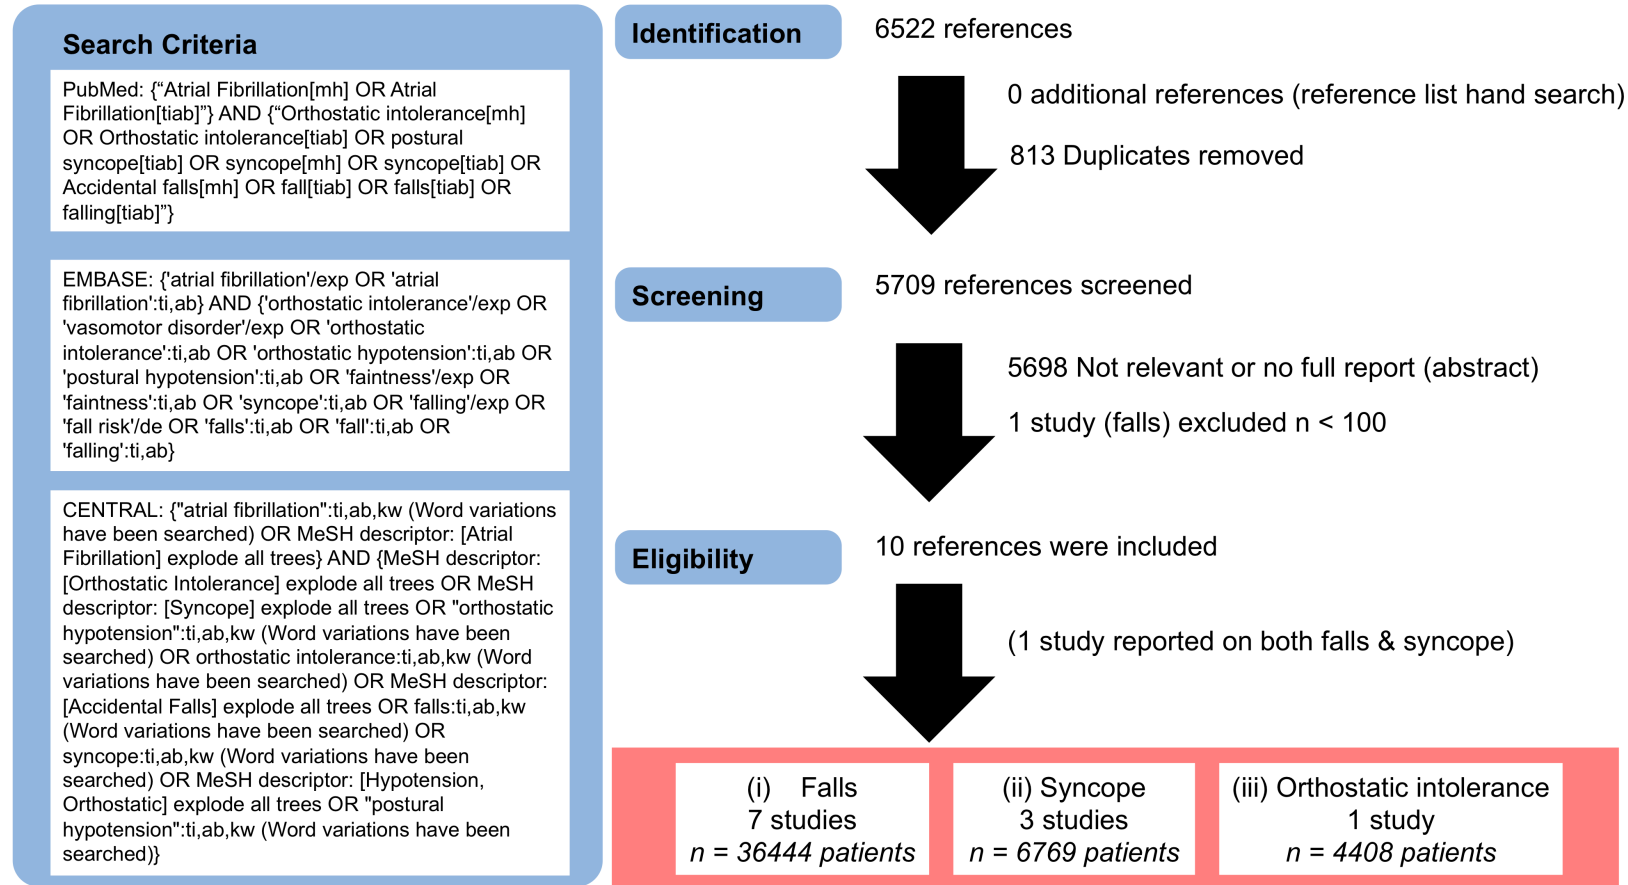 Search Criteria
PubMed: {“Atrial Fibrillation[mh] OR Atrial
Fibrillation[tiab]”} AND {“Orthostatic intolerance[mh]
OR Orthostatic intolerance[tiab] OR postural
syncope[tiab] OR syncope[mh] OR syncope[tiab] OR
Accidental falls[mh] OR fall[tiab] OR falls[tiab] OR
falling[tiab]”}
EMBASE: {'atrial fibrillation'/exp OR 'atrial
fibrillation':ti,ab} AND {'orthostatic intolerance'/exp OR
'vasomotor disorder'/exp OR 'orthostatic
intolerance':ti,ab OR 'orthostatic hypotension':ti,ab OR
'postural hypotension':ti,ab OR 'faintness'/exp OR
'faintness':ti,ab OR 'syncope':ti,ab OR 'falling'/exp OR
'fall risk'/de OR 'falls':ti,ab OR 'fall':ti,ab OR
'falling':ti,ab}
CENTRAL: {"atrial fibrillation":ti,ab,kw (Word variations
have been searched) OR MeSH descriptor: [Atrial
Fibrillation] explode all trees} AND {MeSH descriptor:
[Orthostatic Intolerance] explode all trees OR MeSH
descriptor: [Syncope] explode all trees OR "orthostatic
hypotension":ti,ab,kw (Word variations have been
searched) OR orthostatic intolerance:ti,ab,kw (Word
variations have been searched) OR MeSH descriptor:
[Accidental Falls] explode all trees OR falls:ti,ab,kw
(Word variations have been searched) OR
syncope:ti,ab,kw (Word variations have been
searched) OR MeSH descriptor: [Hypotension,
Orthostatic] explode all trees OR "postural
hypotension":ti,ab,kw (Word variations have been
searched)}
Identification
6522 references
0 additional references (reference list hand search)
813 Duplicates removed
Screening
5709 references screened
5698 Not relevant or no full report (abstract)
1 study (falls) excluded n < 100
Eligibility
10 references were included
(1 study reported on both falls & syncope)
(i) Falls
7 studies
n = 36444 patients
(ii) Syncope
3 studies
n = 6769 patients
(iii) Orthostatic intolerance
1 study
n = 4408 patients